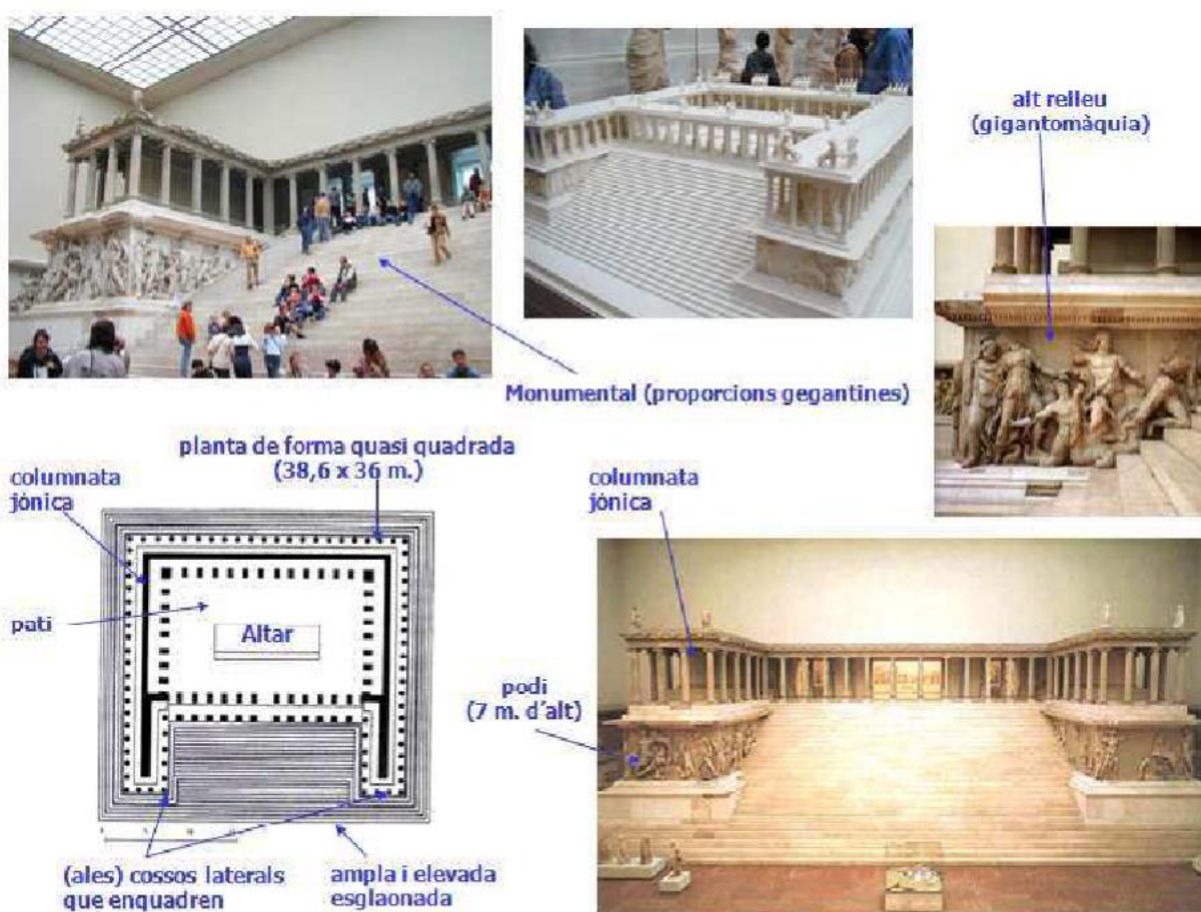 alt relleu
(gigantomàquia)
Monumental (proporcions gegantines)
planta de forma quasi quadrada
(38,6 x 36 m.)
columnata
jònica
columnata
jònica
pati
Altar
podi
(7 m. d´alt)
(ales) cossos laterals
que enquadren
ampla i elevada
esglaonada